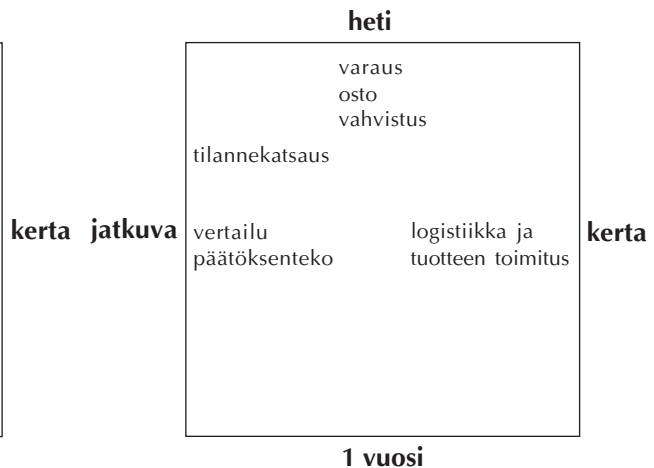 heti
varaus
osto
vahvistus
tilannekatsaus
kerta
jatkuva
vertailu
päätöksenteko
logistiikka ja
tuotteen toimitus
kerta
1 vuosi